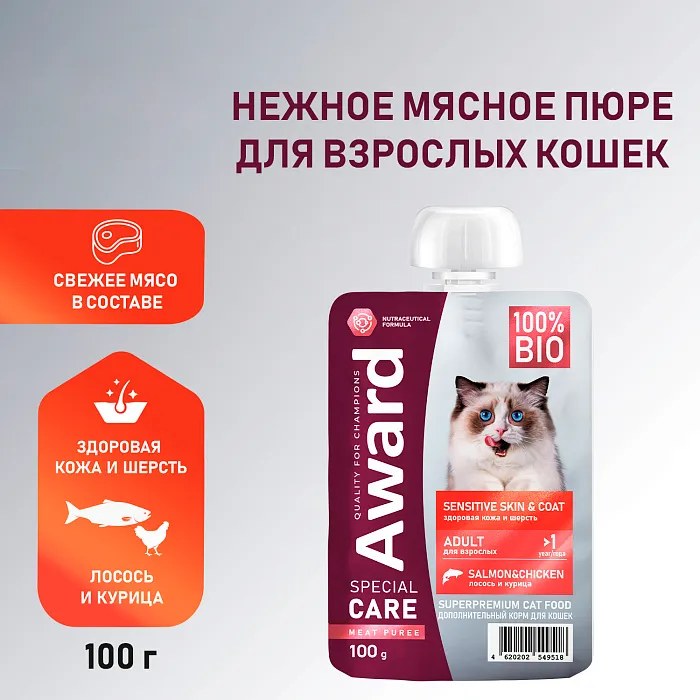 НЕЖНОЕ МЯСНОЕ ПЮРЕ
ДЛЯ ВЗРОСЛЫХ КОШЕК
СВЕЖЕЕ МЯСО
В СОСТАВЕ
ЗДОРОВАЯ
КОЖА И ШЕРСТЬ
ЛОСОСЬ
И КУРИЦА
100 г
NUTRACEUTICAL
FORMULA
Award
QUALITY FOR CHAMPIONS
SPECIAL
CARE
MEAT PUREE
100 g
100%
BIO
SENSITIVE SKIN & COAT
здоровая кожа и шерсть
ADULT
для взрослых
>1
year/года
SALMON&CHICKEN
лосось и курица
SUPERPREMIUM CAT FOOD
ДОПОЛНИТЕЛЬНЫЙ КОРМ ДЛЯ КОШЕК
4 620202 549518